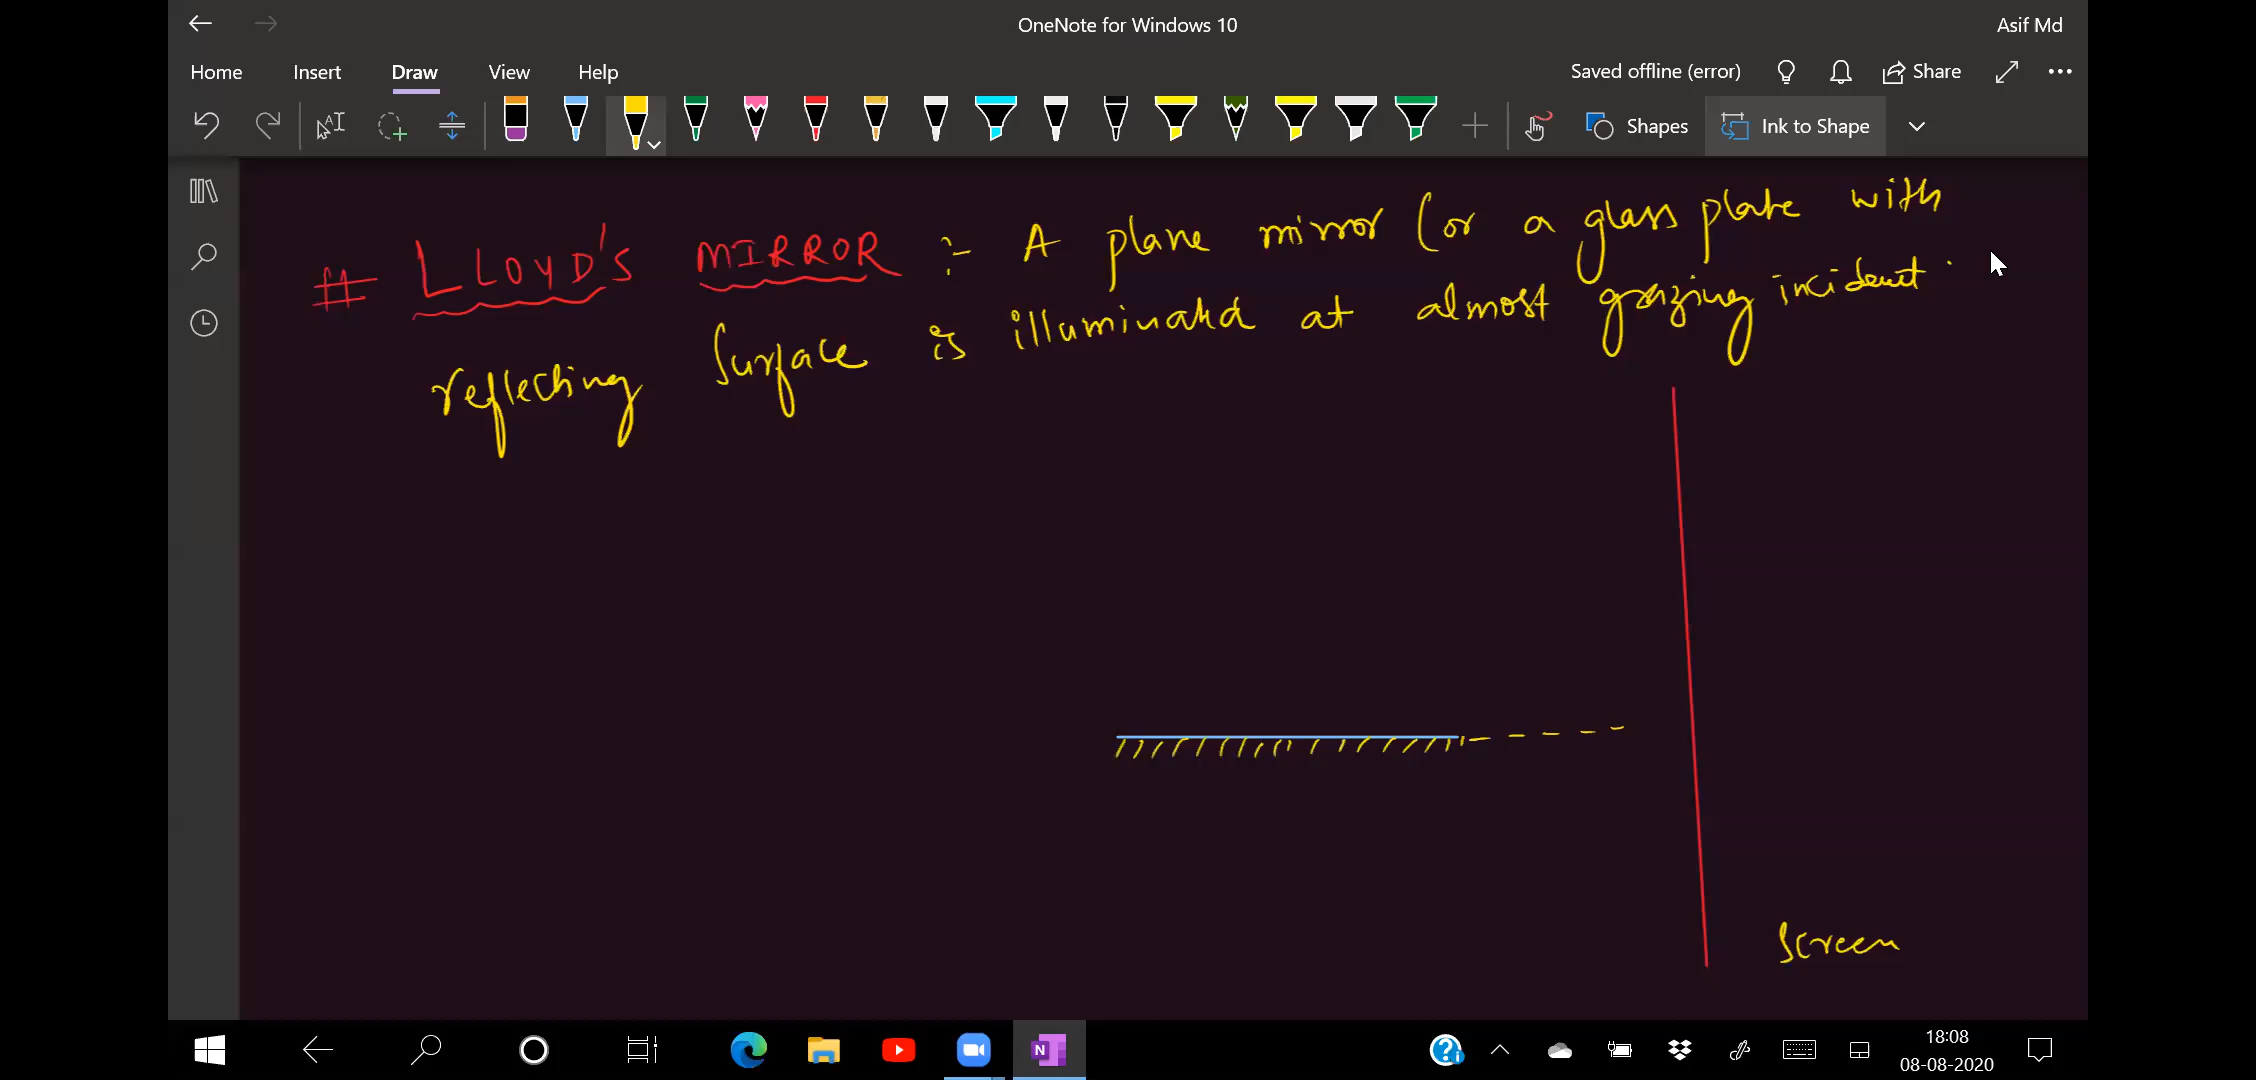 OneNote for Windows 10
Asif Md
Home Insert Draw View Help
Saved offline (error) Share
Shapes Ink to Shape
# LLOYD'S MIRROR :- A plane mirror (or a glass plate with
reflecting surface is illuminated at almost grazing incident.
Screen
18:08
08-08-2020